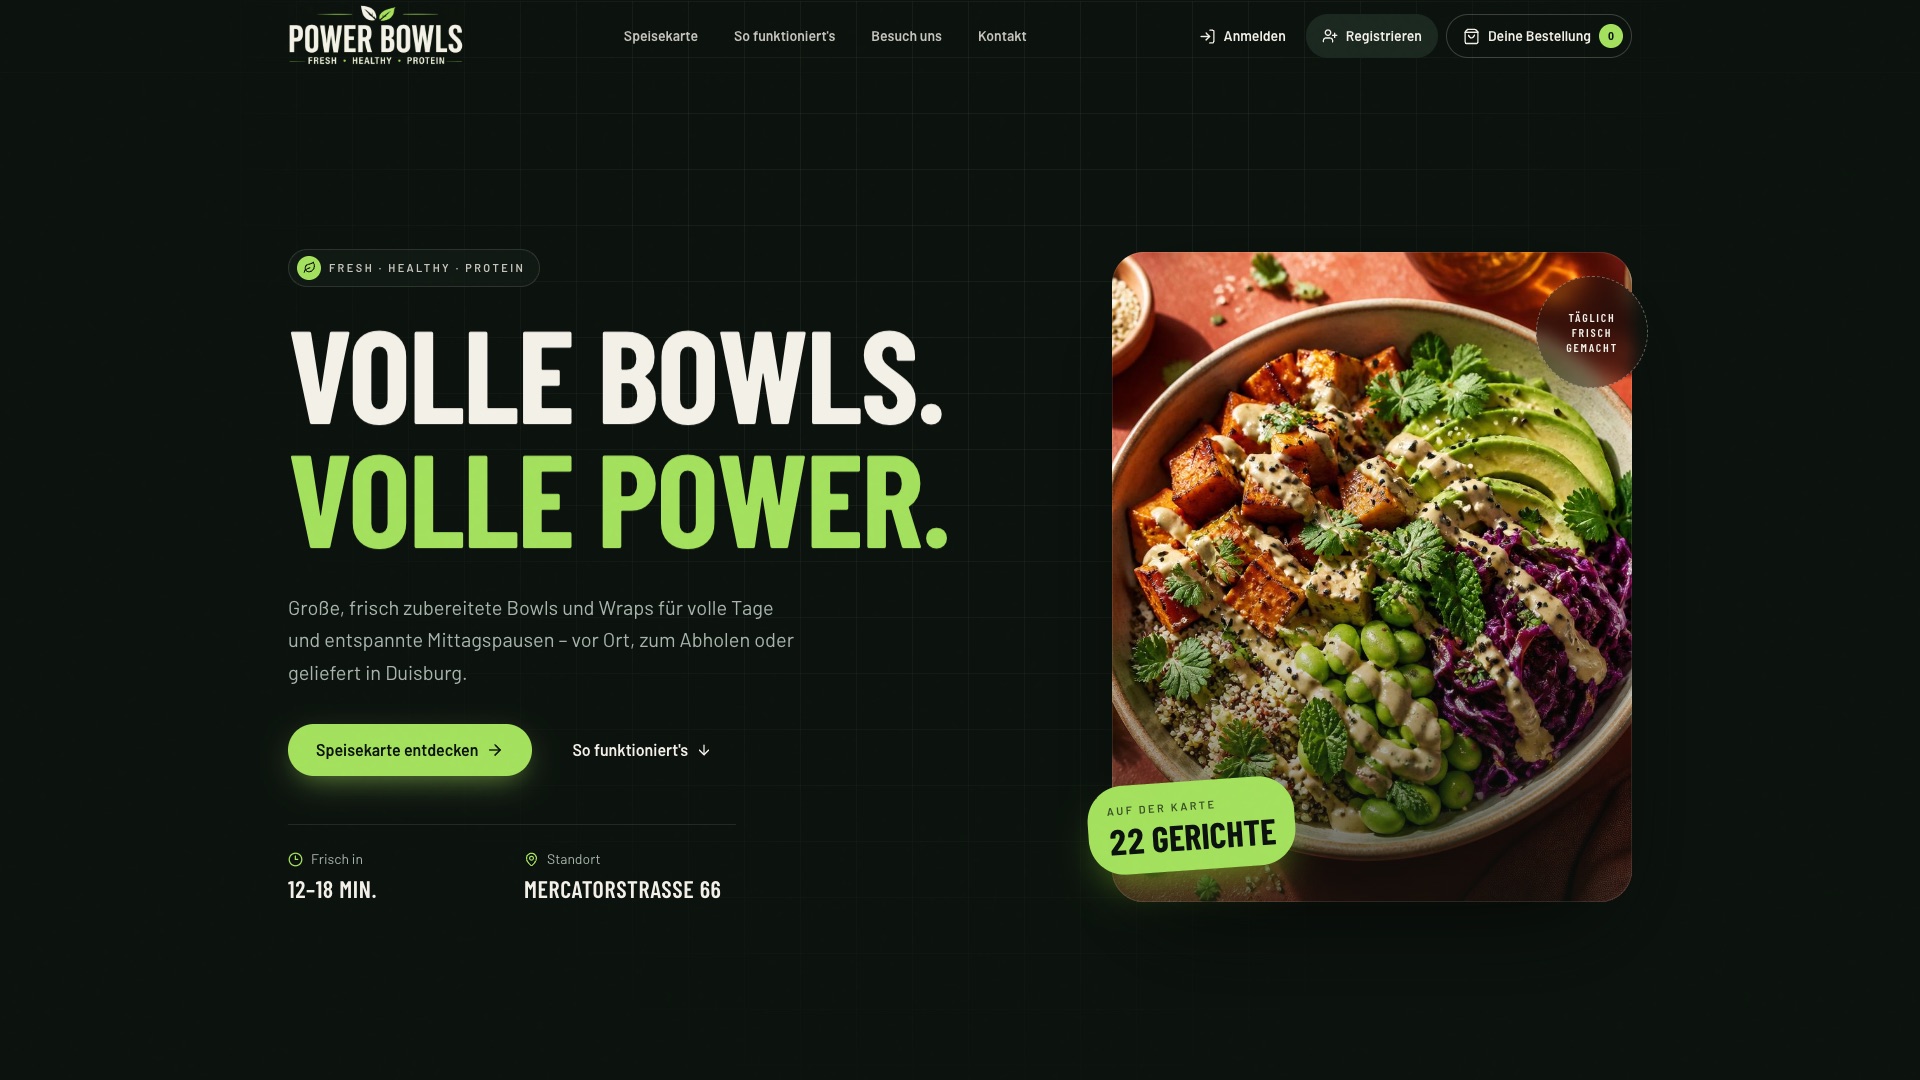 POWER BOWLS
FRESH • HEALTHY • PROTEIN
Speisekarte
So funktioniert's
Besuch uns
Kontakt
Anmelden
Registrieren
Deine Bestellung 0
FRESH · HEALTHY · PROTEIN
VOLLE BOWLS.
VOLLE POWER.
Große, frisch zubereitete Bowls und Wraps für volle Tage
und entspannte Mittagspausen – vor Ort, zum Abholen oder
geliefert in Duisburg.
Speisekarte entdecken
So funktioniert's
Frisch in
12–18 MIN.
Standort
MERCATORSTRASSE 66
TÄGLICH
FRISCH
GEMACHT
AUF DER KARTE
22 GERICHTE